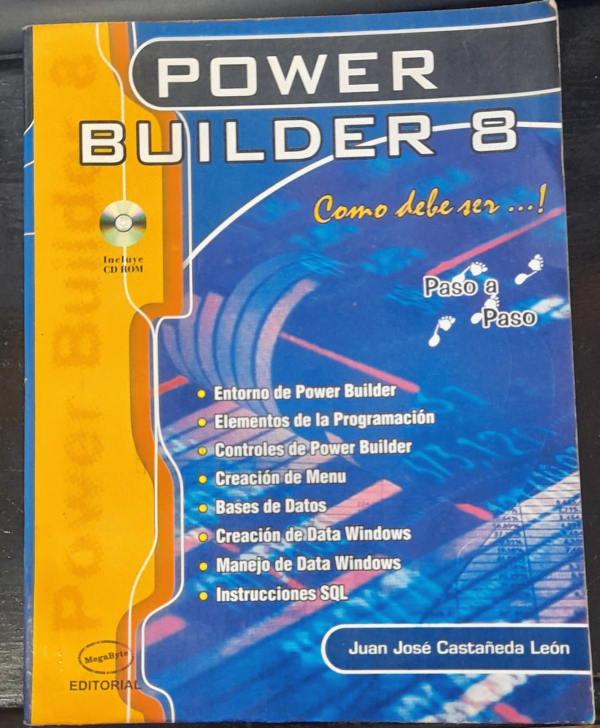 POWER
BUILDER 8
Como debe ser ...!
Incluye
CD ROM
Paso a
Paso
Power Builder 8
• Entorno de Power Builder
• Elementos de la Programación
• Controles de Power Builder
• Creación de Menu
• Bases de Datos
• Creación de Data Windows
• Manejo de Data Windows
• Instrucciones SQL
Juan José Castañeda León
MegaByte
EDITORIAL